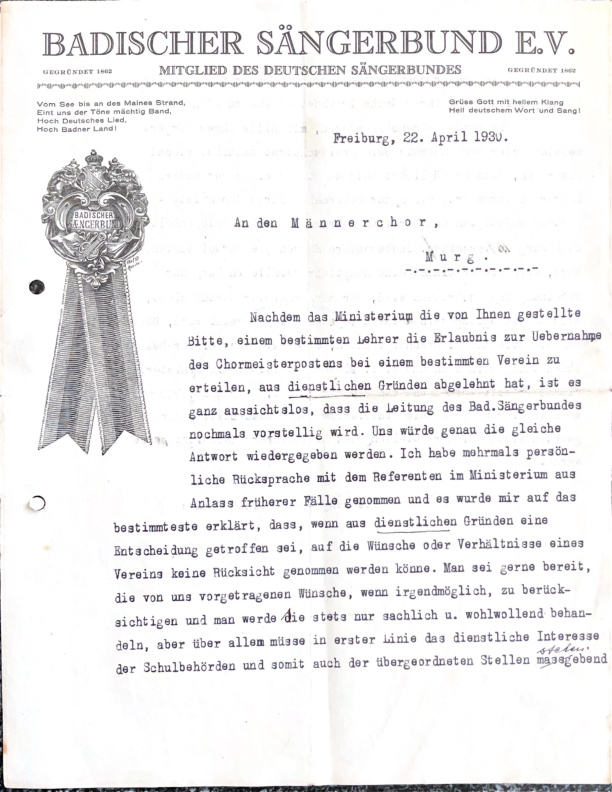 BADISCHER SÄNGERBUND E.V.
GEGRÜNDET 1862
MITGLIED DES DEUTSCHEN SÄNGERBUNDES
GEGRÜNDET 1862
Vom See bis an des Maines Strand,
Eint uns der Töne mächtig Band,
Hoch Deutsches Lied,
Hoch Badner Land!
Grüss Gott mit hellem Klang
Heil deutschem Wort und Sang!
Freiburg, 22. April 1930.
BADISCHER
SÆNGERBUND
An den Männerchor,
Murg.
Nachdem das Ministerium die von Ihnen gestellte
Bitte, einem bestimmten Lehrer die Erlaubnis zur Uebernahme
des Chormeisterpostens bei einem bestimmten Verein zu
erteilen, aus dienstlichen Gründen abgelehnt hat, ist es
ganz aussichtslos, dass die Leitung des Bad.Sängerbundes
nochmals vorstellig wird. Uns würde genau die gleiche
Antwort wiedergegeben werden. Ich habe mehrmals persön-
liche Rücksprache mit dem Referenten im Ministerium aus
Anlass früherer Fälle genommen und es wurde mir auf das
bestimmteste erklärt, dass, wenn aus dienstlichen Gründen eine
Entscheidung getroffen sei, auf die Wünsche oder Verhältnisse eines
Vereins keine Rücksicht genommen werden könne. Man sei gerne bereit,
die von uns vorgetragenen Wünsche, wenn irgendmöglich, zu berück-
sichtigen und man werde die stets nur sachlich u. wohlwollend behan-
deln, aber über allem müsse in erster Linie das dienstliche Interesse
stehen.
der Schulbehörden und somit auch der übergeordneten Stellen massgebend